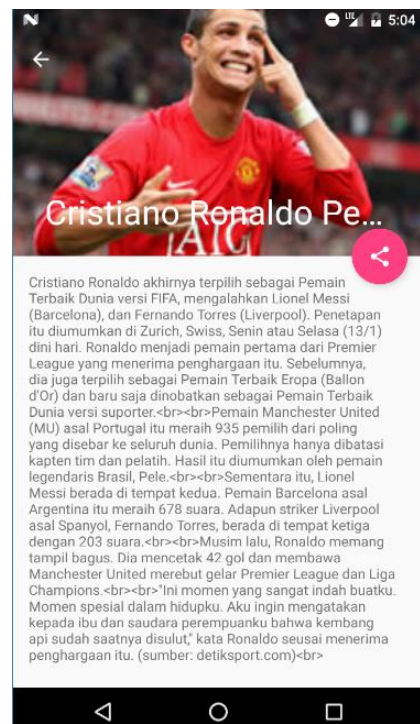 LTE 5:04
Cristiano Ronaldo Pe...
AIG
Cristiano Ronaldo akhirnya terpilih sebagai Pemain
Terbaik Dunia versi FIFA, mengalahkan Lionel Messi
(Barcelona), dan Fernando Torres (Liverpool). Penetapan
itu diumumkan di Zurich, Swiss, Senin atau Selasa (13/1)
dini hari. Ronaldo menjadi pemain pertama dari Premier
League yang menerima penghargaan itu. Sebelumnya,
dia juga terpilih sebagai Pemain Terbaik Eropa (Ballon
d'Or) dan baru saja dinobatkan sebagai Pemain Terbaik
Dunia versi suporter.<br><br>Pemain Manchester United
(MU) asal Portugal itu meraih 935 pemilih dari poling
yang disebar ke seluruh dunia. Pemilihnya hanya dibatasi
kapten tim dan pelatih. Hasil itu diumumkan oleh pemain
legendaris Brasil, Pele.<br><br>Sementara itu, Lionel
Messi berada di tempat kedua. Pemain Barcelona asal
Argentina itu meraih 678 suara. Adapun striker Liverpool
asal Spanyol, Fernando Torres, berada di tempat ketiga
dengan 203 suara.<br><br>Musim lalu, Ronaldo memang
tampil bagus. Dia mencetak 42 gol dan membawa
Manchester United merebut gelar Premier League dan Liga
Champions.<br><br>"Ini momen yang sangat indah buatku.
Momen spesial dalam hidupku. Aku ingin mengatakan
kepada ibu dan saudara perempuanku bahwa kembang
api sudah saatnya disulut," kata Ronaldo seusai menerima
penghargaan itu. (sumber: detiksport.com)<br>